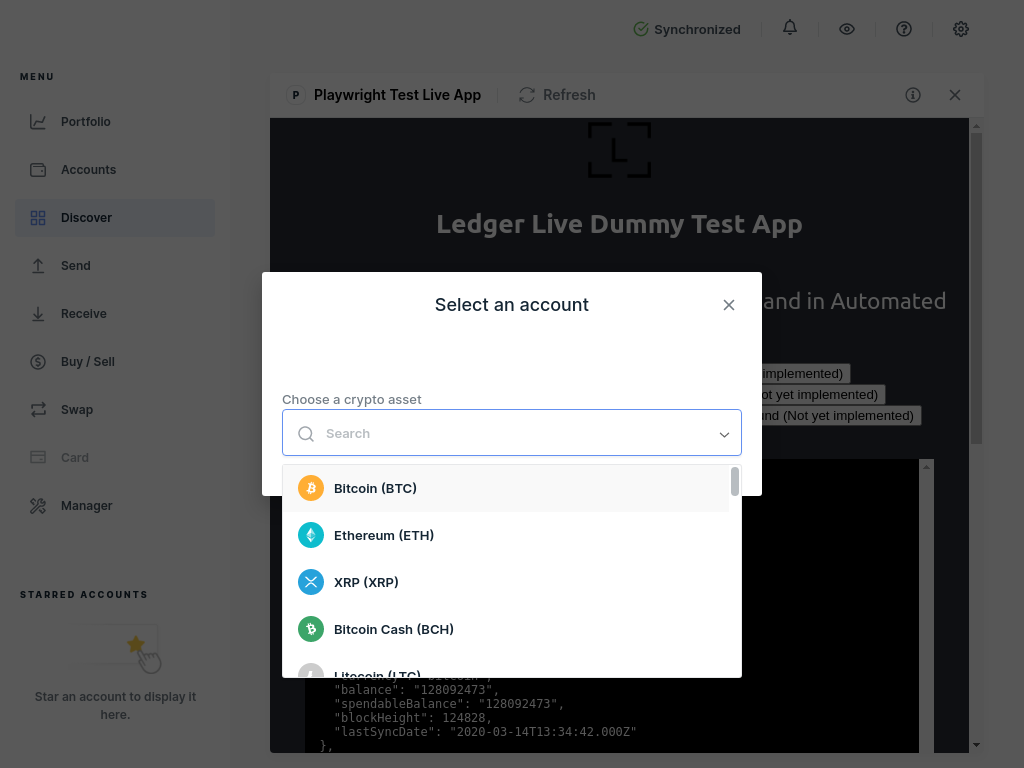 Synchronized
MENU
Portfolio
Accounts
Discover
Send
Receive
Buy / Sell
Swap
Card
Manager
STARRED ACCOUNTS
Star an account to display it
here.
P Playwright Test Live App
Refresh
L
Ledger Live Dummy Test App
and in Automated
implemented)
ot yet implemented)
und (Not yet implemented)
Select an account
Choose a crypto asset
Search
Bitcoin (BTC)
Ethereum (ETH)
XRP (XRP)
Bitcoin Cash (BCH)
Litecoin (LTC)
"balance": "128092473",
"spendableBalance": "128092473",
"blockHeight": 124828,
"lastSyncDate": "2020-03-14T13:34:42.000Z"
},